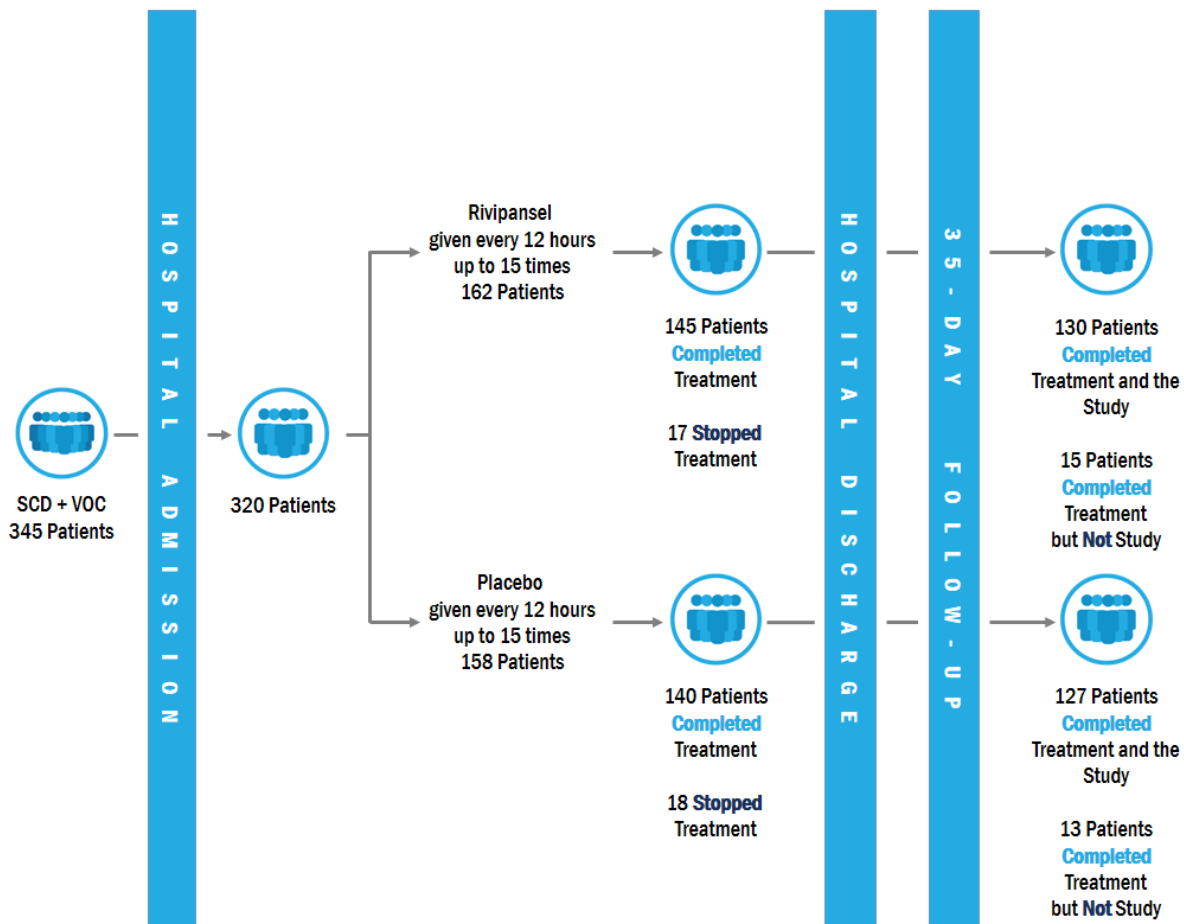 SCD + VOC
345 Patients
HOSPITAL ADMISSION
320 Patients
Rivipansel
given every 12 hours
up to 15 times
162 Patients
145 Patients
Completed
Treatment
17 Stopped
Treatment
Placebo
given every 12 hours
up to 15 times
158 Patients
140 Patients
Completed
Treatment
18 Stopped
Treatment
HOSPITAL DISCHARGE
35-DAY FOLLOW-UP
130 Patients
Completed
Treatment and the
Study
15 Patients
Completed
Treatment
but Not Study
127 Patients
Completed
Treatment and the
Study
13 Patients
Completed
Treatment
but Not Study